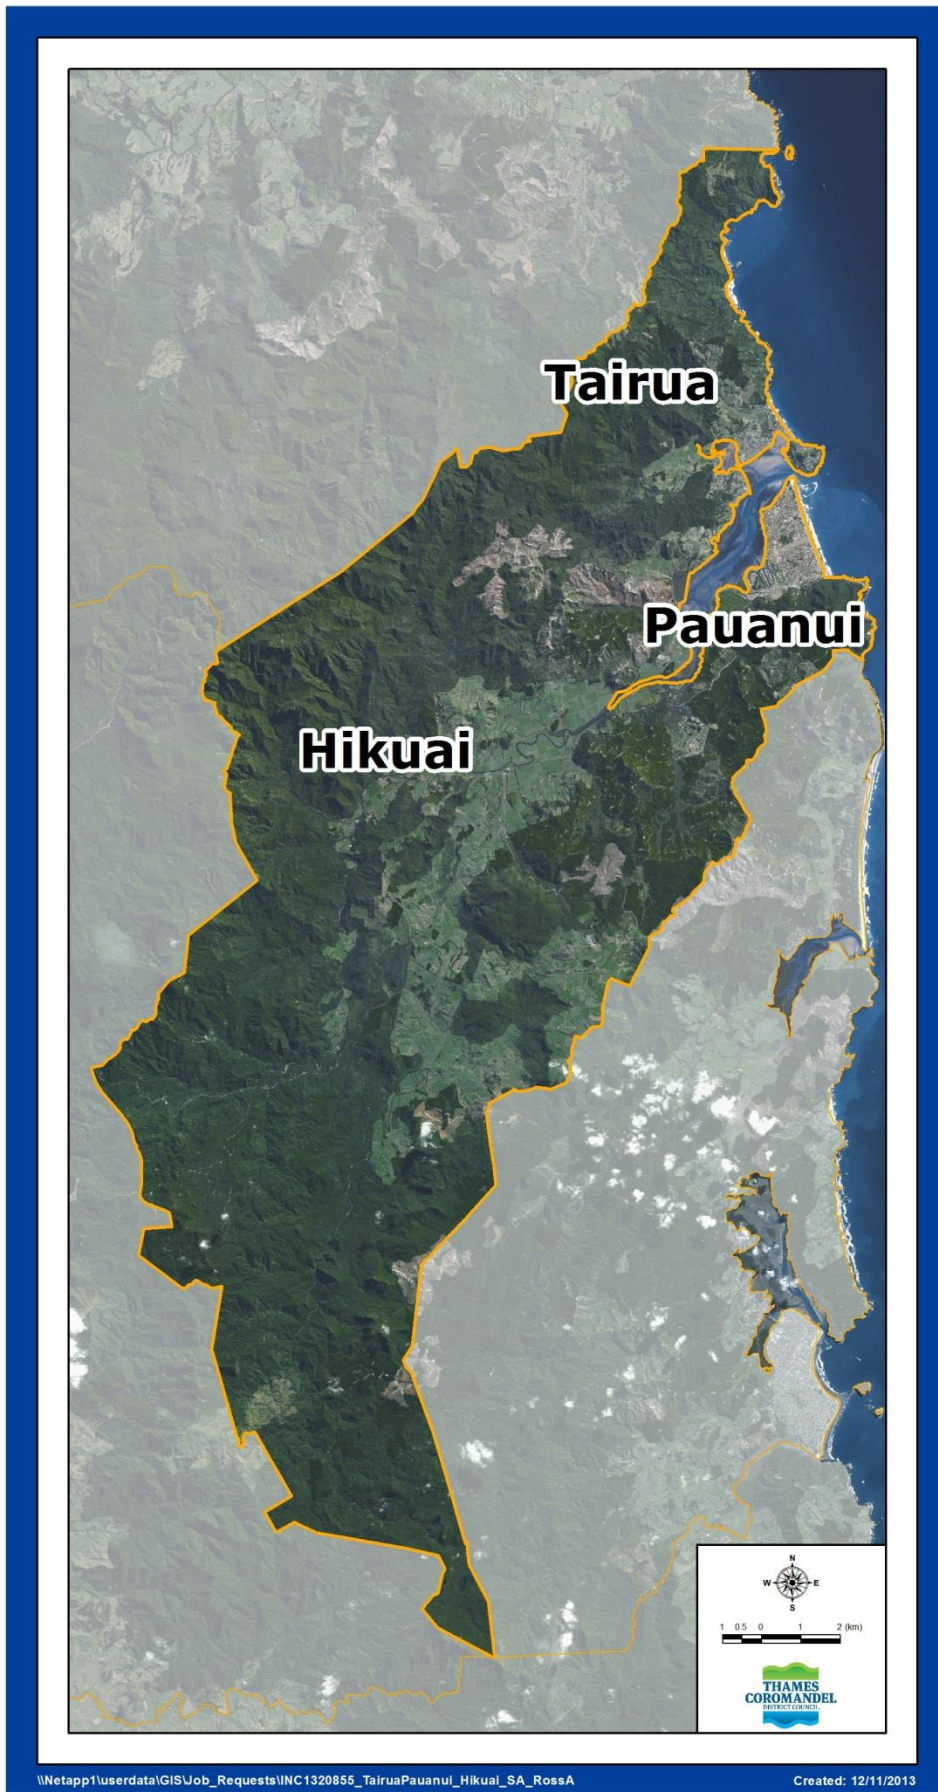 Tairua
Pauanui
Hikuai
N
W E
S
1 0.5 0 1 2 (km)
THAMES
COROMANDEL
DISTRICT COUNCIL
\\Netapp1\userdata\GIS\Job_Requests\INC1320855_TairuaPauanui_Hikuai_SA_RossA Created: 12/11/2013